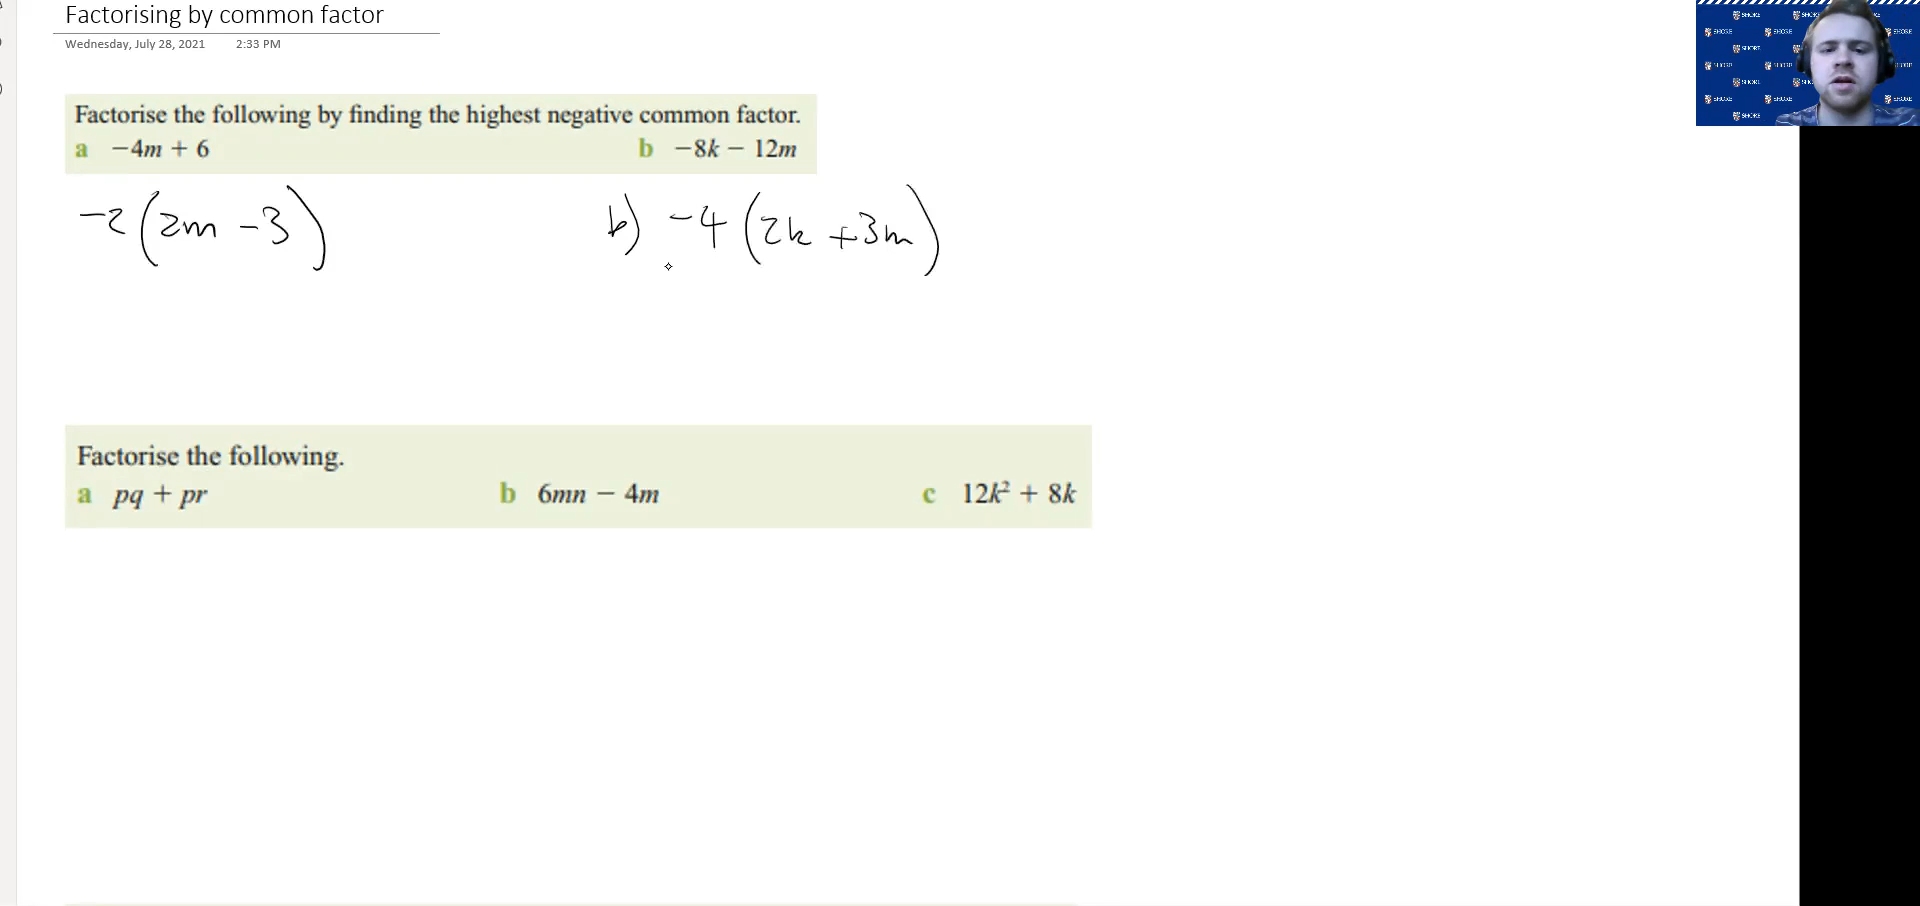 Factorising by common factor
Wednesday, July 28, 2021 2:33 PM
Factorise the following by finding the highest negative common factor.
a −4m + 6 b −8k − 12m
−2(2m −3) b) −4(2k +3m)
Factorise the following.
a pq + pr b 6mn − 4m c 12k² + 8k
SHORE